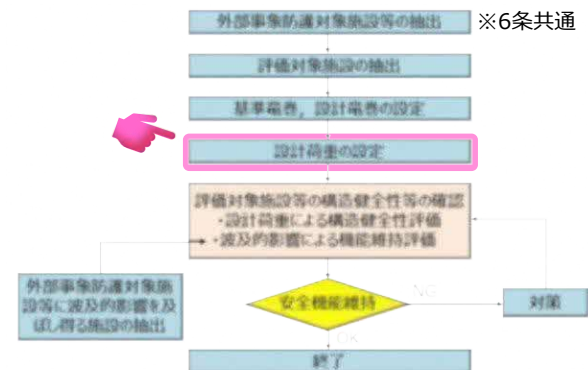 外部事象防護対象施設等の抽出
※6条共通
評価対象施設の抽出
基準竜巻，設計竜巻の設定
設計荷重の設定
評価対象施設等の構造健全性等の確認
・設計荷重による構造健全性評価
・波及的影響による機能維持評価
外部事象防護対象施
設等に波及的影響を及
ぼし得る施設の抽出
安全機能維持
NG
対策
OK
終了